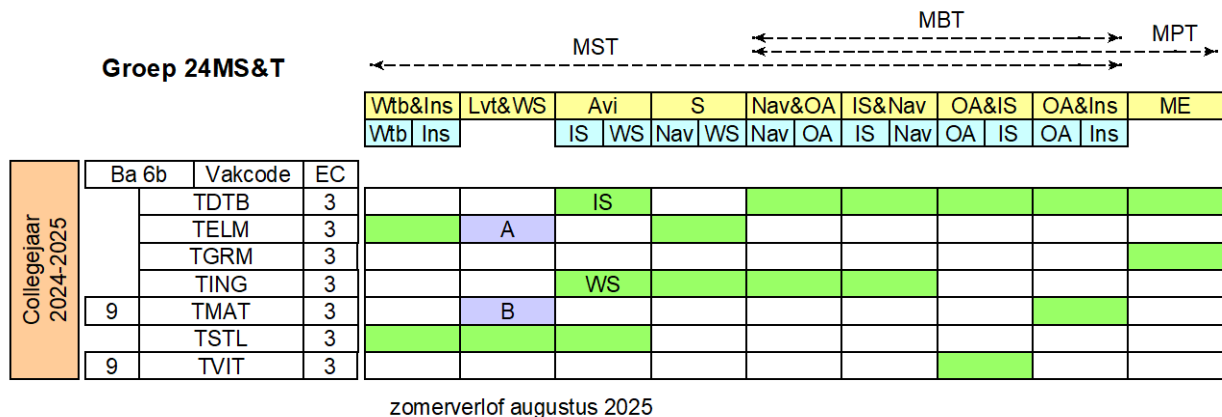 MBT
MST
MPT
Groep 24MS&T
Wtb&Ins Lvt&WS Avi S Nav&OA IS&Nav OA&IS OA&Ins ME
Wtb Ins IS WS Nav WS Nav OA IS Nav OA IS OA Ins
Collegejaar
2024-2025
Ba 6b Vakcode EC
TDTB 3 IS
TELM 3 A
TGRM 3
TING 3 WS
9 TMAT 3 B
TSTL 3
9 TVIT 3
zomerverlof augustus 2025